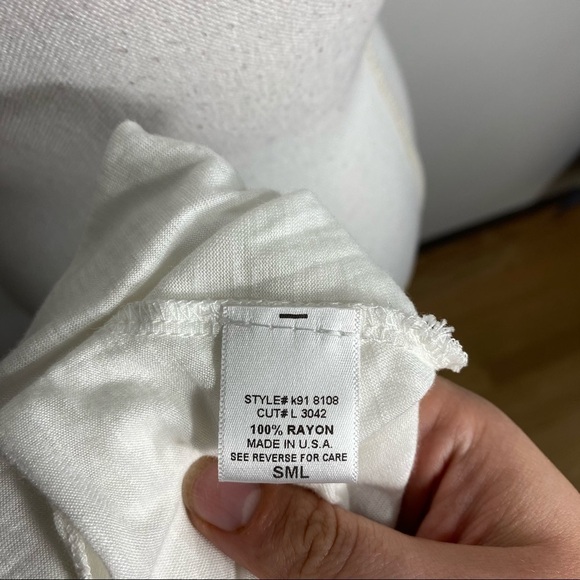 STYLE# k91 8108
CUT# L 3042
100% RAYON
MADE IN U.S.A.
SEE REVERSE FOR CARE
SML